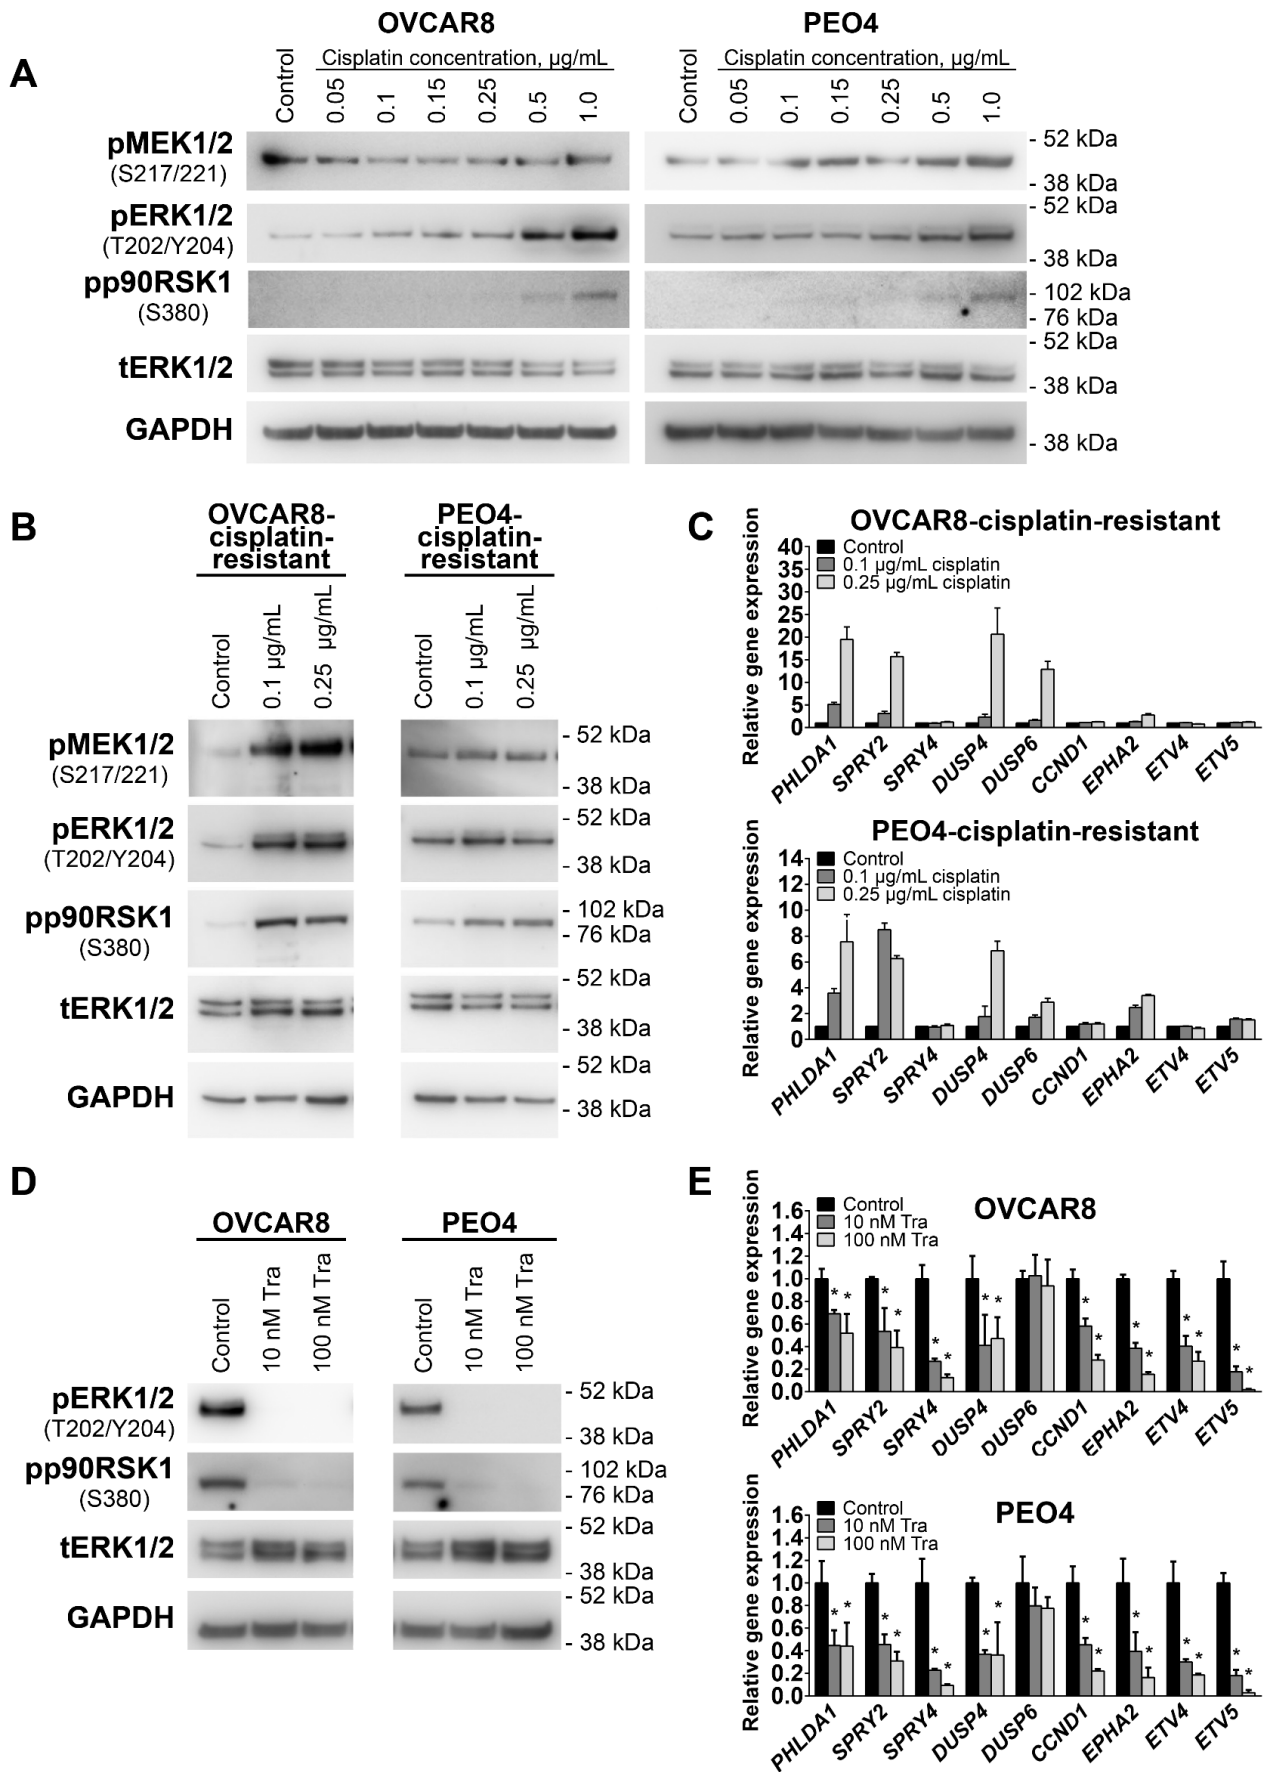 A
OVCAR8
PEO4
Control
Cisplatin concentration, µg/mL
0.05
0.1
0.15
0.25
0.5
1.0
Control
Cisplatin concentration, µg/mL
0.05
0.1
0.15
0.25
0.5
1.0
pMEK1/2
(S217/221)
- 52 kDa
- 38 kDa
pERK1/2
(T202/Y204)
- 52 kDa
- 38 kDa
pp90RSK1
(S380)
- 102 kDa
- 76 kDa
tERK1/2
- 52 kDa
- 38 kDa
GAPDH
- 38 kDa
B
OVCAR8-
cisplatin-
resistant
PEO4-
cisplatin-
resistant
Control
0.1 µg/mL
0.25 µg/mL
Control
0.1 µg/mL
0.25 µg/mL
pMEK1/2
(S217/221)
- 52 kDa
- 38 kDa
pERK1/2
(T202/Y204)
- 52 kDa
- 38 kDa
pp90RSK1
(S380)
- 102 kDa
- 76 kDa
tERK1/2
- 52 kDa
- 38 kDa
GAPDH
- 52 kDa
- 38 kDa
C
OVCAR8-cisplatin-resistant
Control
0.1 µg/mL cisplatin
0.25 µg/mL cisplatin
Relative gene expression
40
35
30
25
20
15
10
5
0
PHLDA1
SPRY2
SPRY4
DUSP4
DUSP6
CCND1
EPHA2
ETV4
ETV5
PEO4-cisplatin-resistant
Control
0.1 µg/mL cisplatin
0.25 µg/mL cisplatin
Relative gene expression
14
12
10
8
6
4
2
0
PHLDA1
SPRY2
SPRY4
DUSP4
DUSP6
CCND1
EPHA2
ETV4
ETV5
D
OVCAR8
PEO4
Control
10 nM Tra
100 nM Tra
Control
10 nM Tra
100 nM Tra
pERK1/2
(T202/Y204)
- 52 kDa
- 38 kDa
pp90RSK1
(S380)
- 102 kDa
- 76 kDa
tERK1/2
- 52 kDa
- 38 kDa
GAPDH
- 52 kDa
- 38 kDa
E
OVCAR8
Control
10 nM Tra
100 nM Tra
Relative gene expression
1.6
1.4
1.2
1.0
0.8
0.6
0.4
0.2
0.0
* * * * * * * * * * * * * * * *
PHLDA1
SPRY2
SPRY4
DUSP4
DUSP6
CCND1
EPHA2
ETV4
ETV5
PEO4
Control
10 nM Tra
100 nM Tra
Relative gene expression
1.6
1.4
1.2
1.0
0.8
0.6
0.4
0.2
0.0
* * * * * * * * * * * * * * * *
PHLDA1
SPRY2
SPRY4
DUSP4
DUSP6
CCND1
EPHA2
ETV4
ETV5